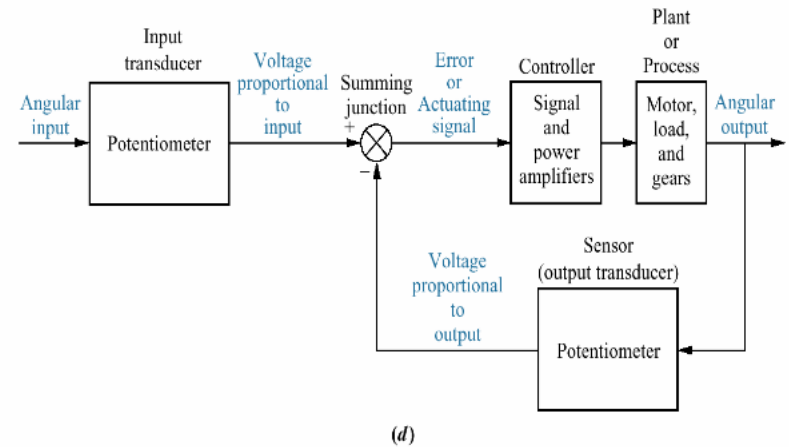 Input
transducer
Angular
input
Potentiometer
Voltage
proportional
to
input
Summing
junction
+
−
Error
or
Actuating
signal
Controller
Signal
and
power
amplifiers
Plant
or
Process
Motor,
load,
and
gears
Angular
output
Sensor
(output transducer)
Potentiometer
Voltage
proportional
to
output
(d)